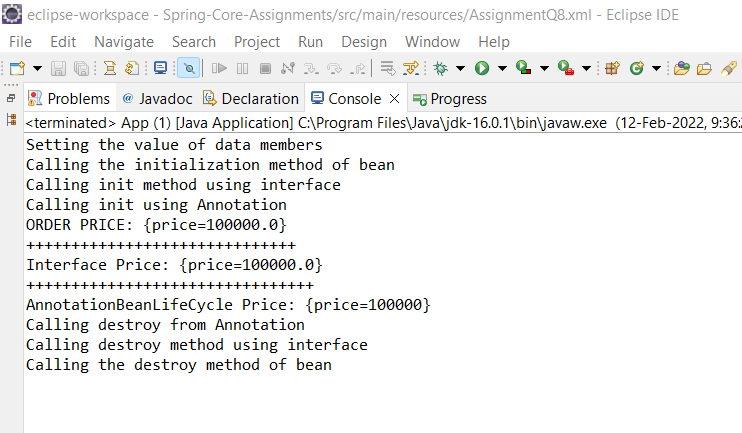 eclipse-workspace - Spring-Core-Assignments/src/main/resources/AssignmentQ8.xml - Eclipse IDE
File Edit Navigate Search Project Run Design Window Help
Problems @ Javadoc Declaration Console Progress
<terminated> App (1) [Java Application] C:\Program Files\Java\jdk-16.0.1\bin\javaw.exe (12-Feb-2022, 9:36:
Setting the value of data members
Calling the initialization method of bean
Calling init method using interface
Calling init using Annotation
ORDER PRICE: {price=100000.0}
++++++++++++++++++++++++++++++
Interface Price: {price=100000.0}
++++++++++++++++++++++++++++++++
AnnotationBeanLifeCycle Price: {price=100000}
Calling destroy from Annotation
Calling destroy method using interface
Calling the destroy method of bean